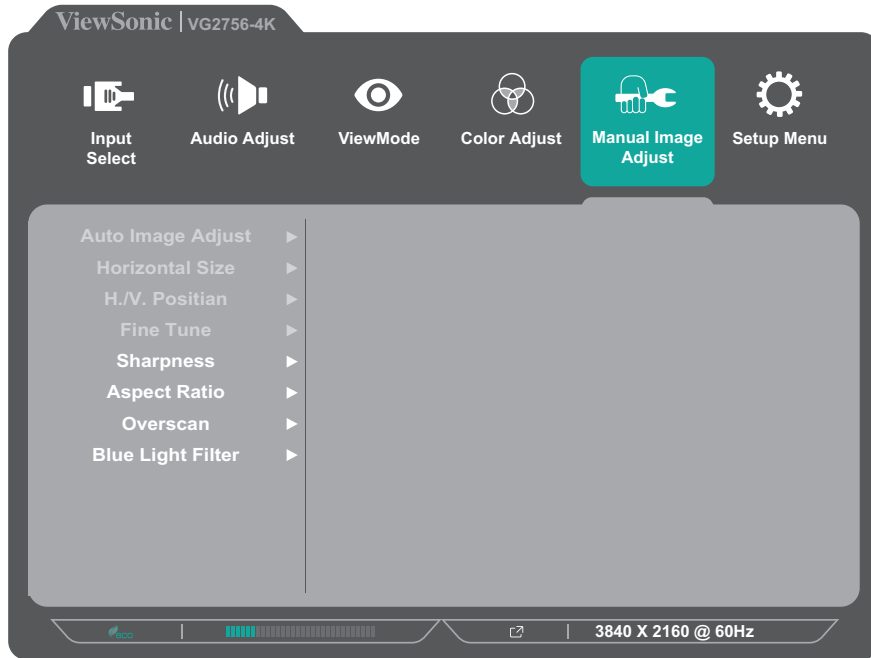 ViewSonic | VG2756-4K
Input
Select
Audio Adjust
ViewMode
Color Adjust
Manual Image
Adjust
Setup Menu
Auto Image Adjust
Horizontal Size
H./V. Positian
Fine Tune
Sharpness
Aspect Ratio
Overscan
Blue Light Filter
eco
3840 X 2160 @ 60Hz